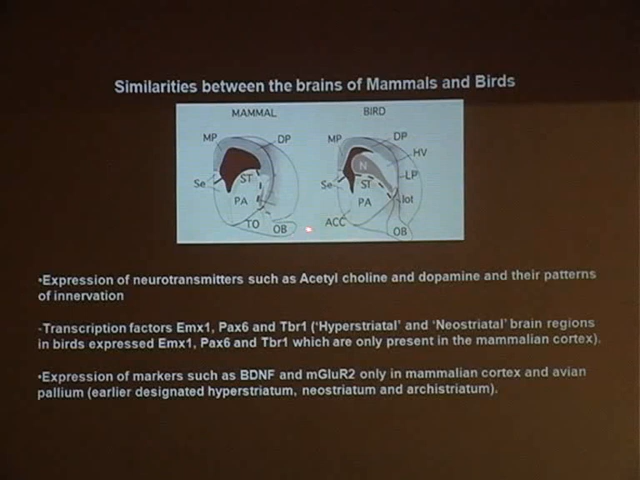 Similarities between the brains of Mammals and Birds
MAMMAL
BIRD
MP
DP
Se
ST
PA
TO
OB
MP
DP
HV
N
LP
Se
ST
PA
lot
ACC
OB
•Expression of neurotransmitters such as Acetyl choline and dopamine and their patterns
of innervation
-Transcription factors Emx1, Pax6 and Tbr1 ('Hyperstriatal' and 'Neostriatal' brain regions
in birds expressed Emx1, Pax6 and Tbr1 which are only present in the mammalian cortex).
•Expression of markers such as BDNF and mGluR2 only in mammalian cortex and avian
pallium (earlier designated hyperstriatum, neostriatum and archistriatum).